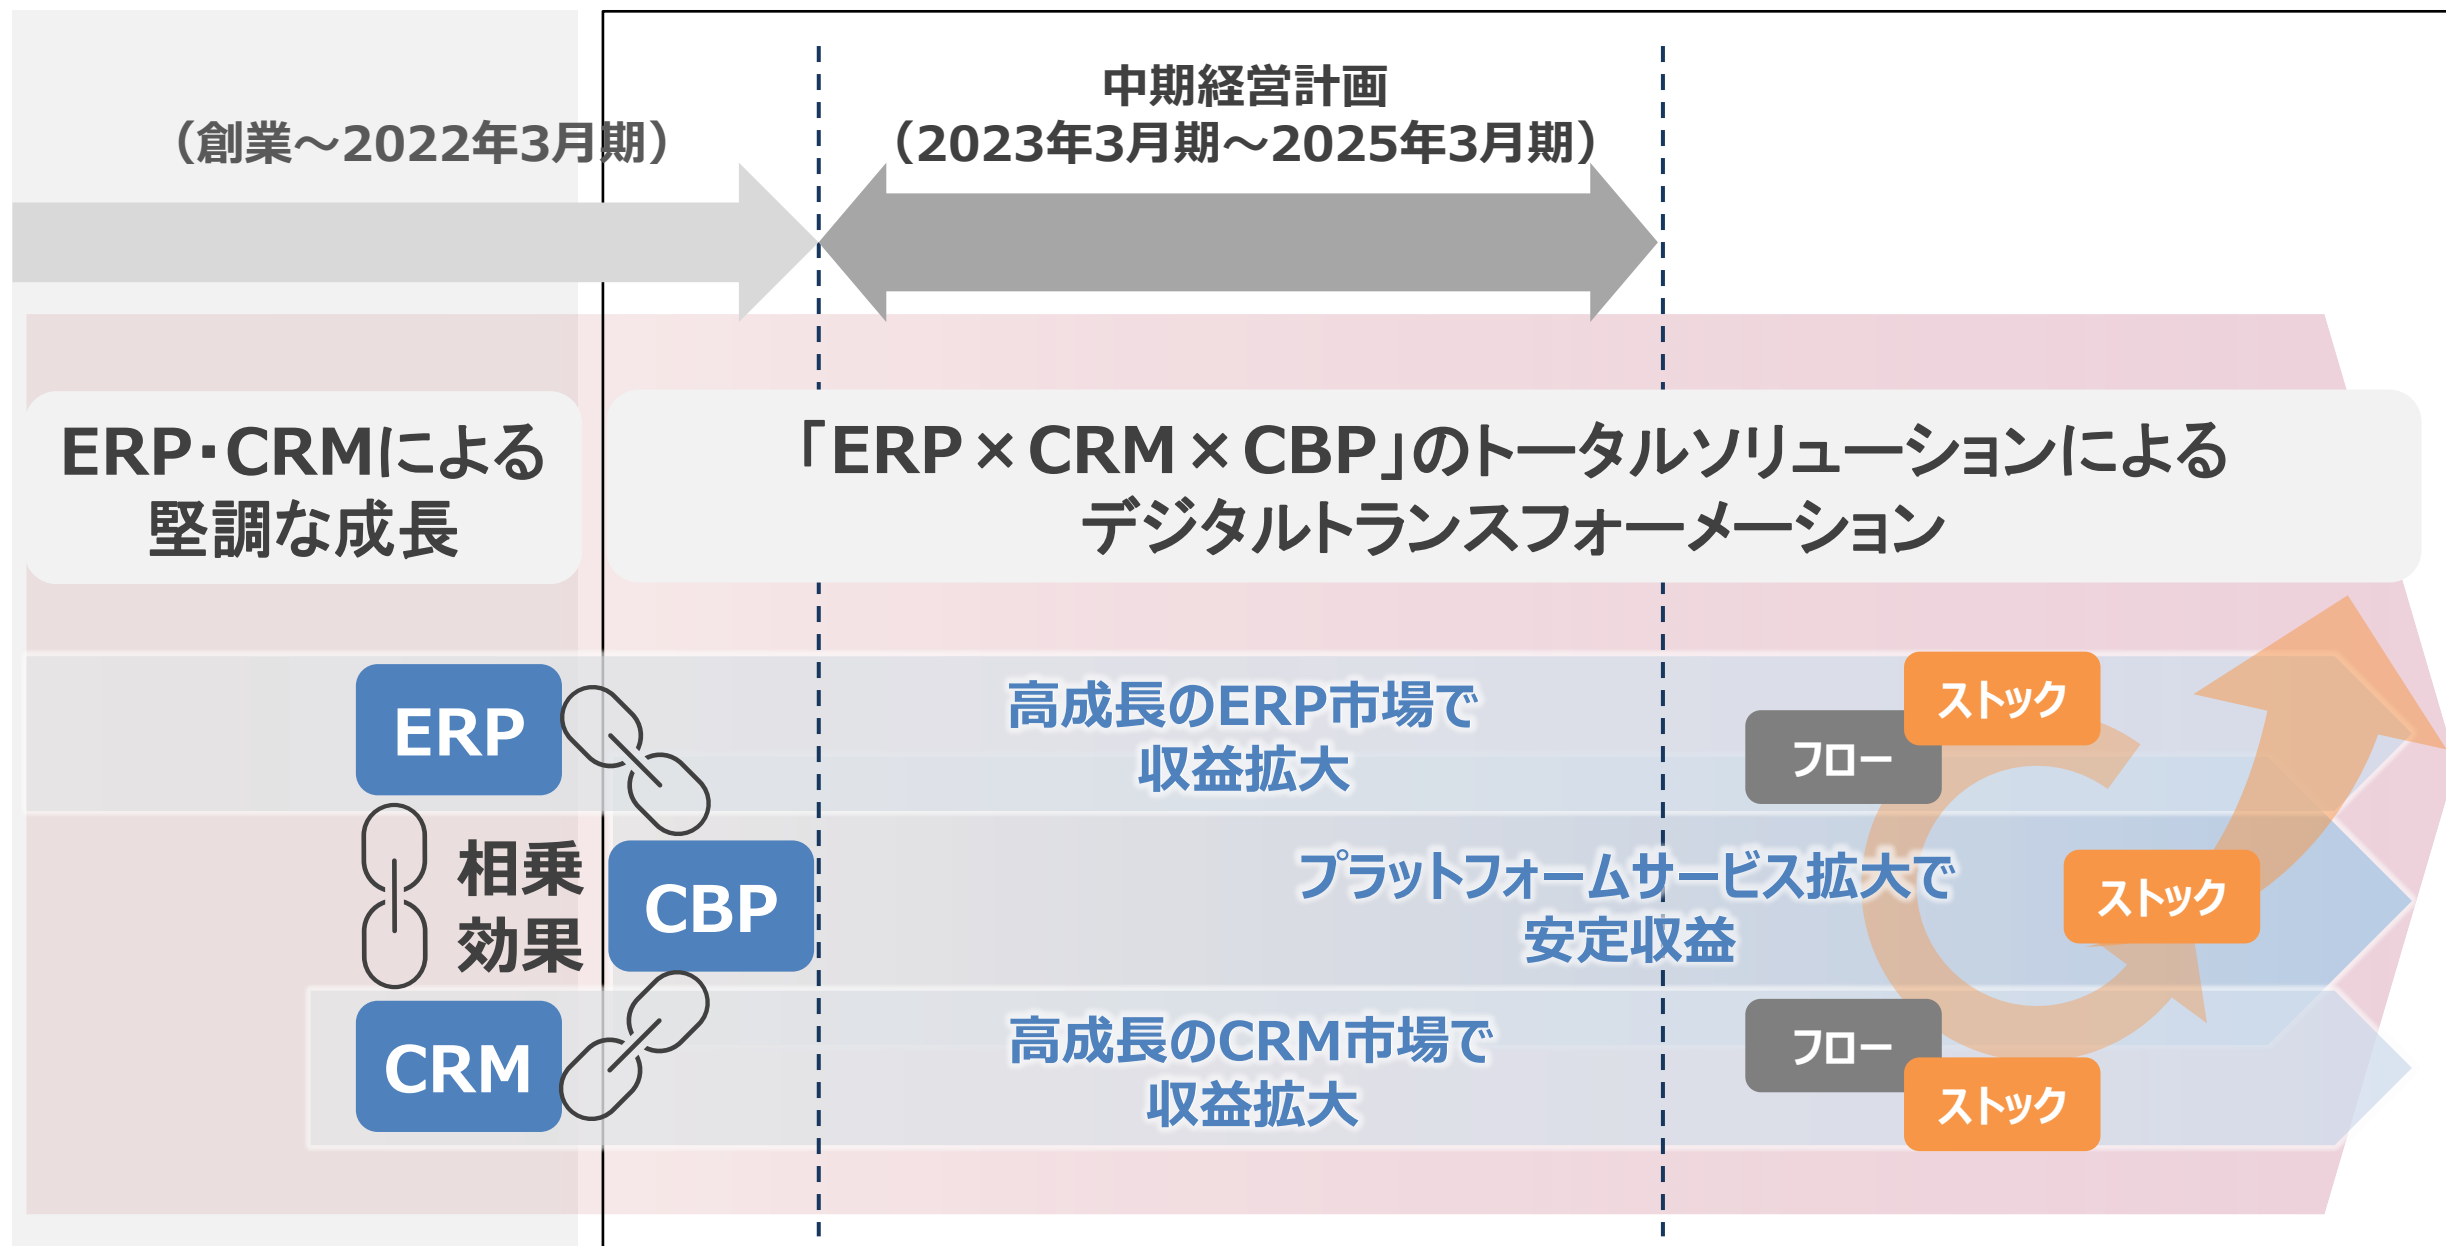 （創業～2022年3月期）
中期経営計画
（2023年3月期～2025年3月期）
ERP・CRMによる
堅調な成長
「ERP×CRM×CBP」のトータルソリューションによる
デジタルトランスフォーメーション
ERP
高成長のERP市場で
収益拡大
ストック
フロー
相乗
効果
CBP
プラットフォームサービス拡大で
安定収益
ストック
CRM
高成長のCRM市場で
収益拡大
フロー
ストック